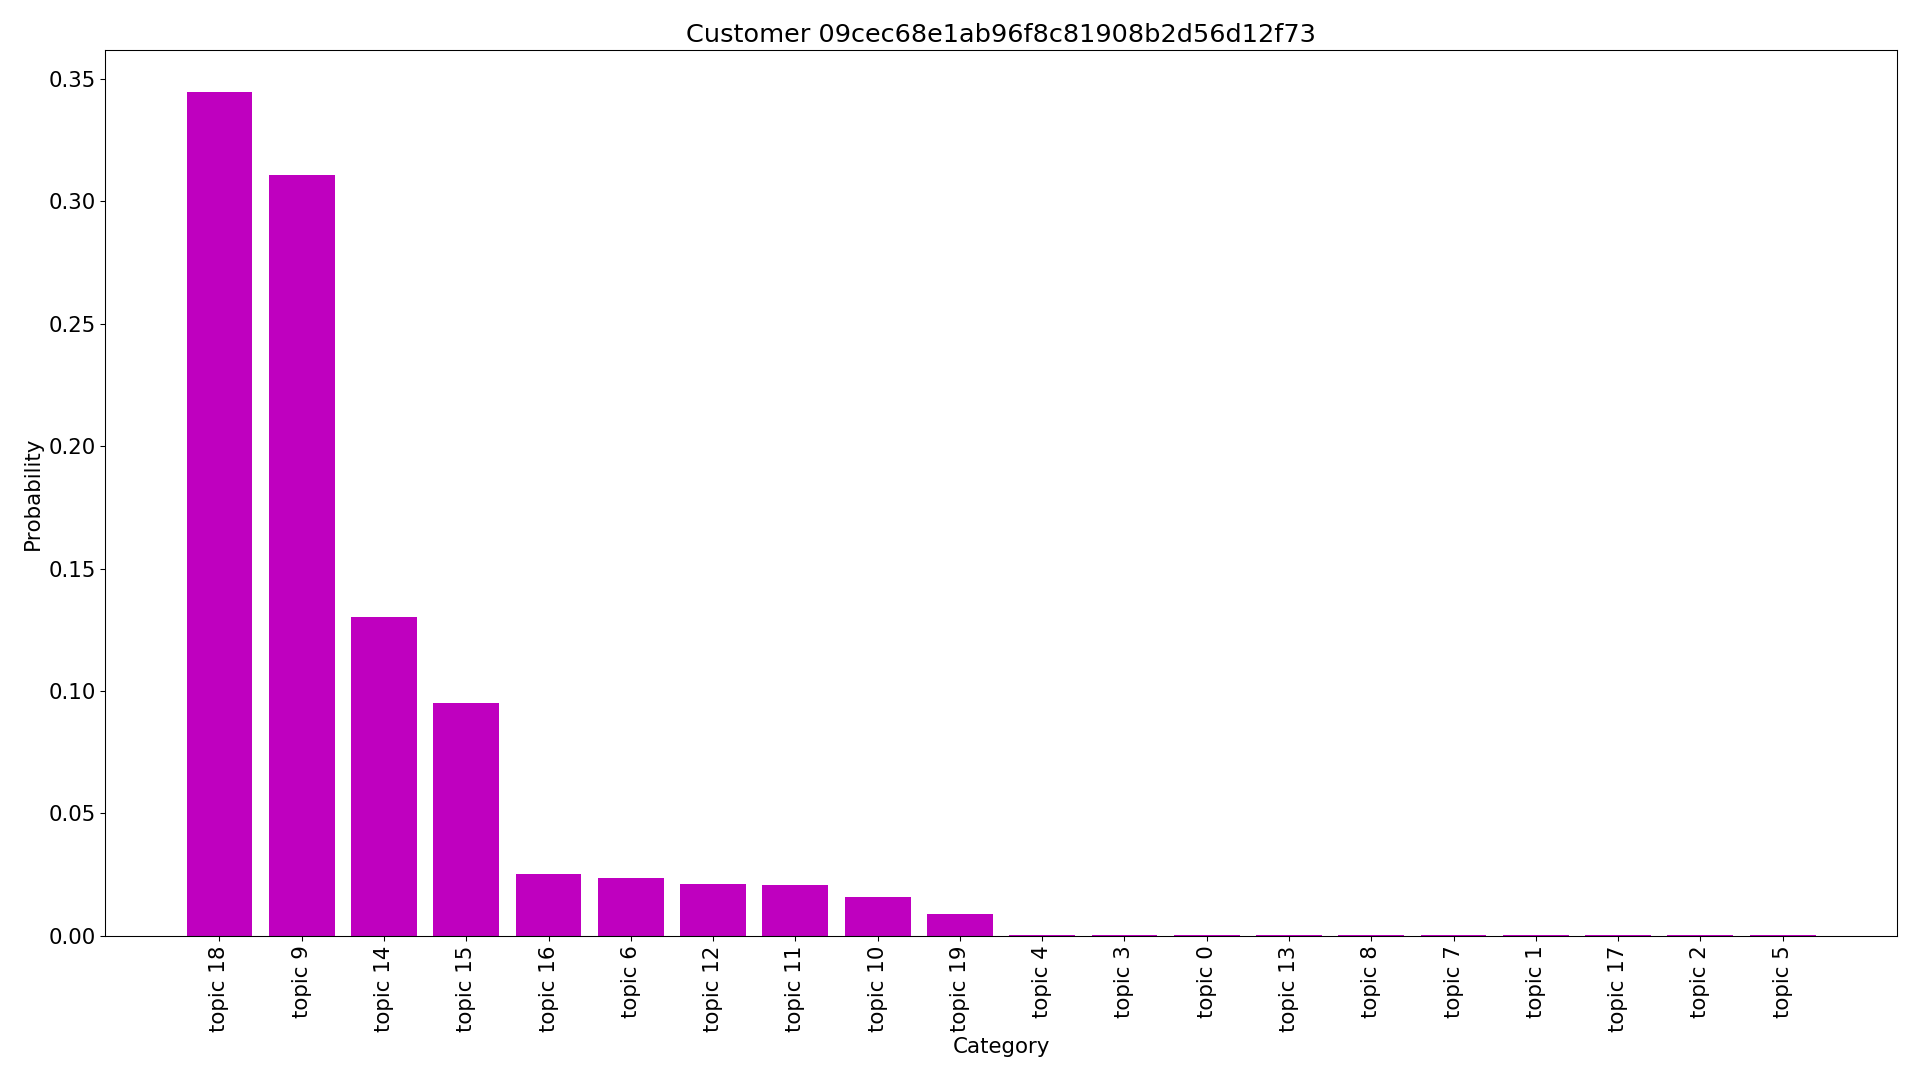 Customer 09cec68e1ab96f8c81908b2d56d12f73
0.35
0.30
0.25
0.20
0.15
0.10
0.05
0.00
Probability
topic 18
topic 9
topic 14
topic 15
topic 16
topic 6
topic 12
topic 11
topic 10
topic 19
topic 4
topic 3
topic 0
topic 13
topic 8
topic 7
topic 1
topic 17
topic 2
topic 5
Category